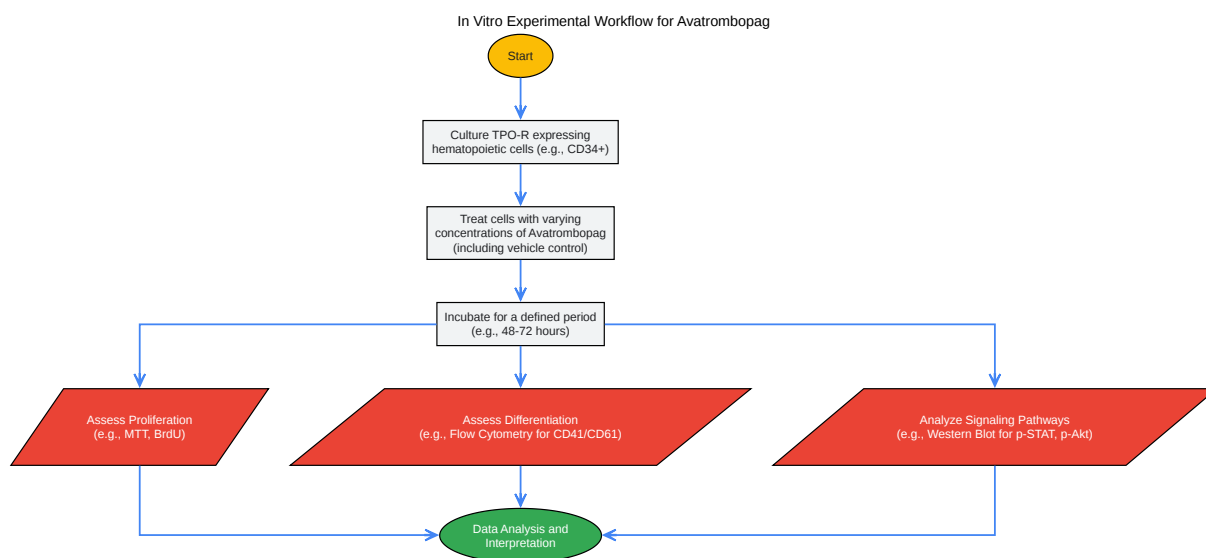 In Vitro Experimental Workflow for Avatrombopag
Start
Culture TPO-R expressing
hematopoietic cells (e.g., CD34+)
Treat cells with varying
concentrations of Avatrombopag
(including vehicle control)
Incubate for a defined period
(e.g., 48-72 hours)
Assess Proliferation
(e.g., MTT, BrdU)
Assess Differentiation
(e.g., Flow Cytometry for CD41/CD61)
Analyze Signaling Pathways
(e.g., Western Blot for p-STAT, p-Akt)
Data Analysis and
Interpretation